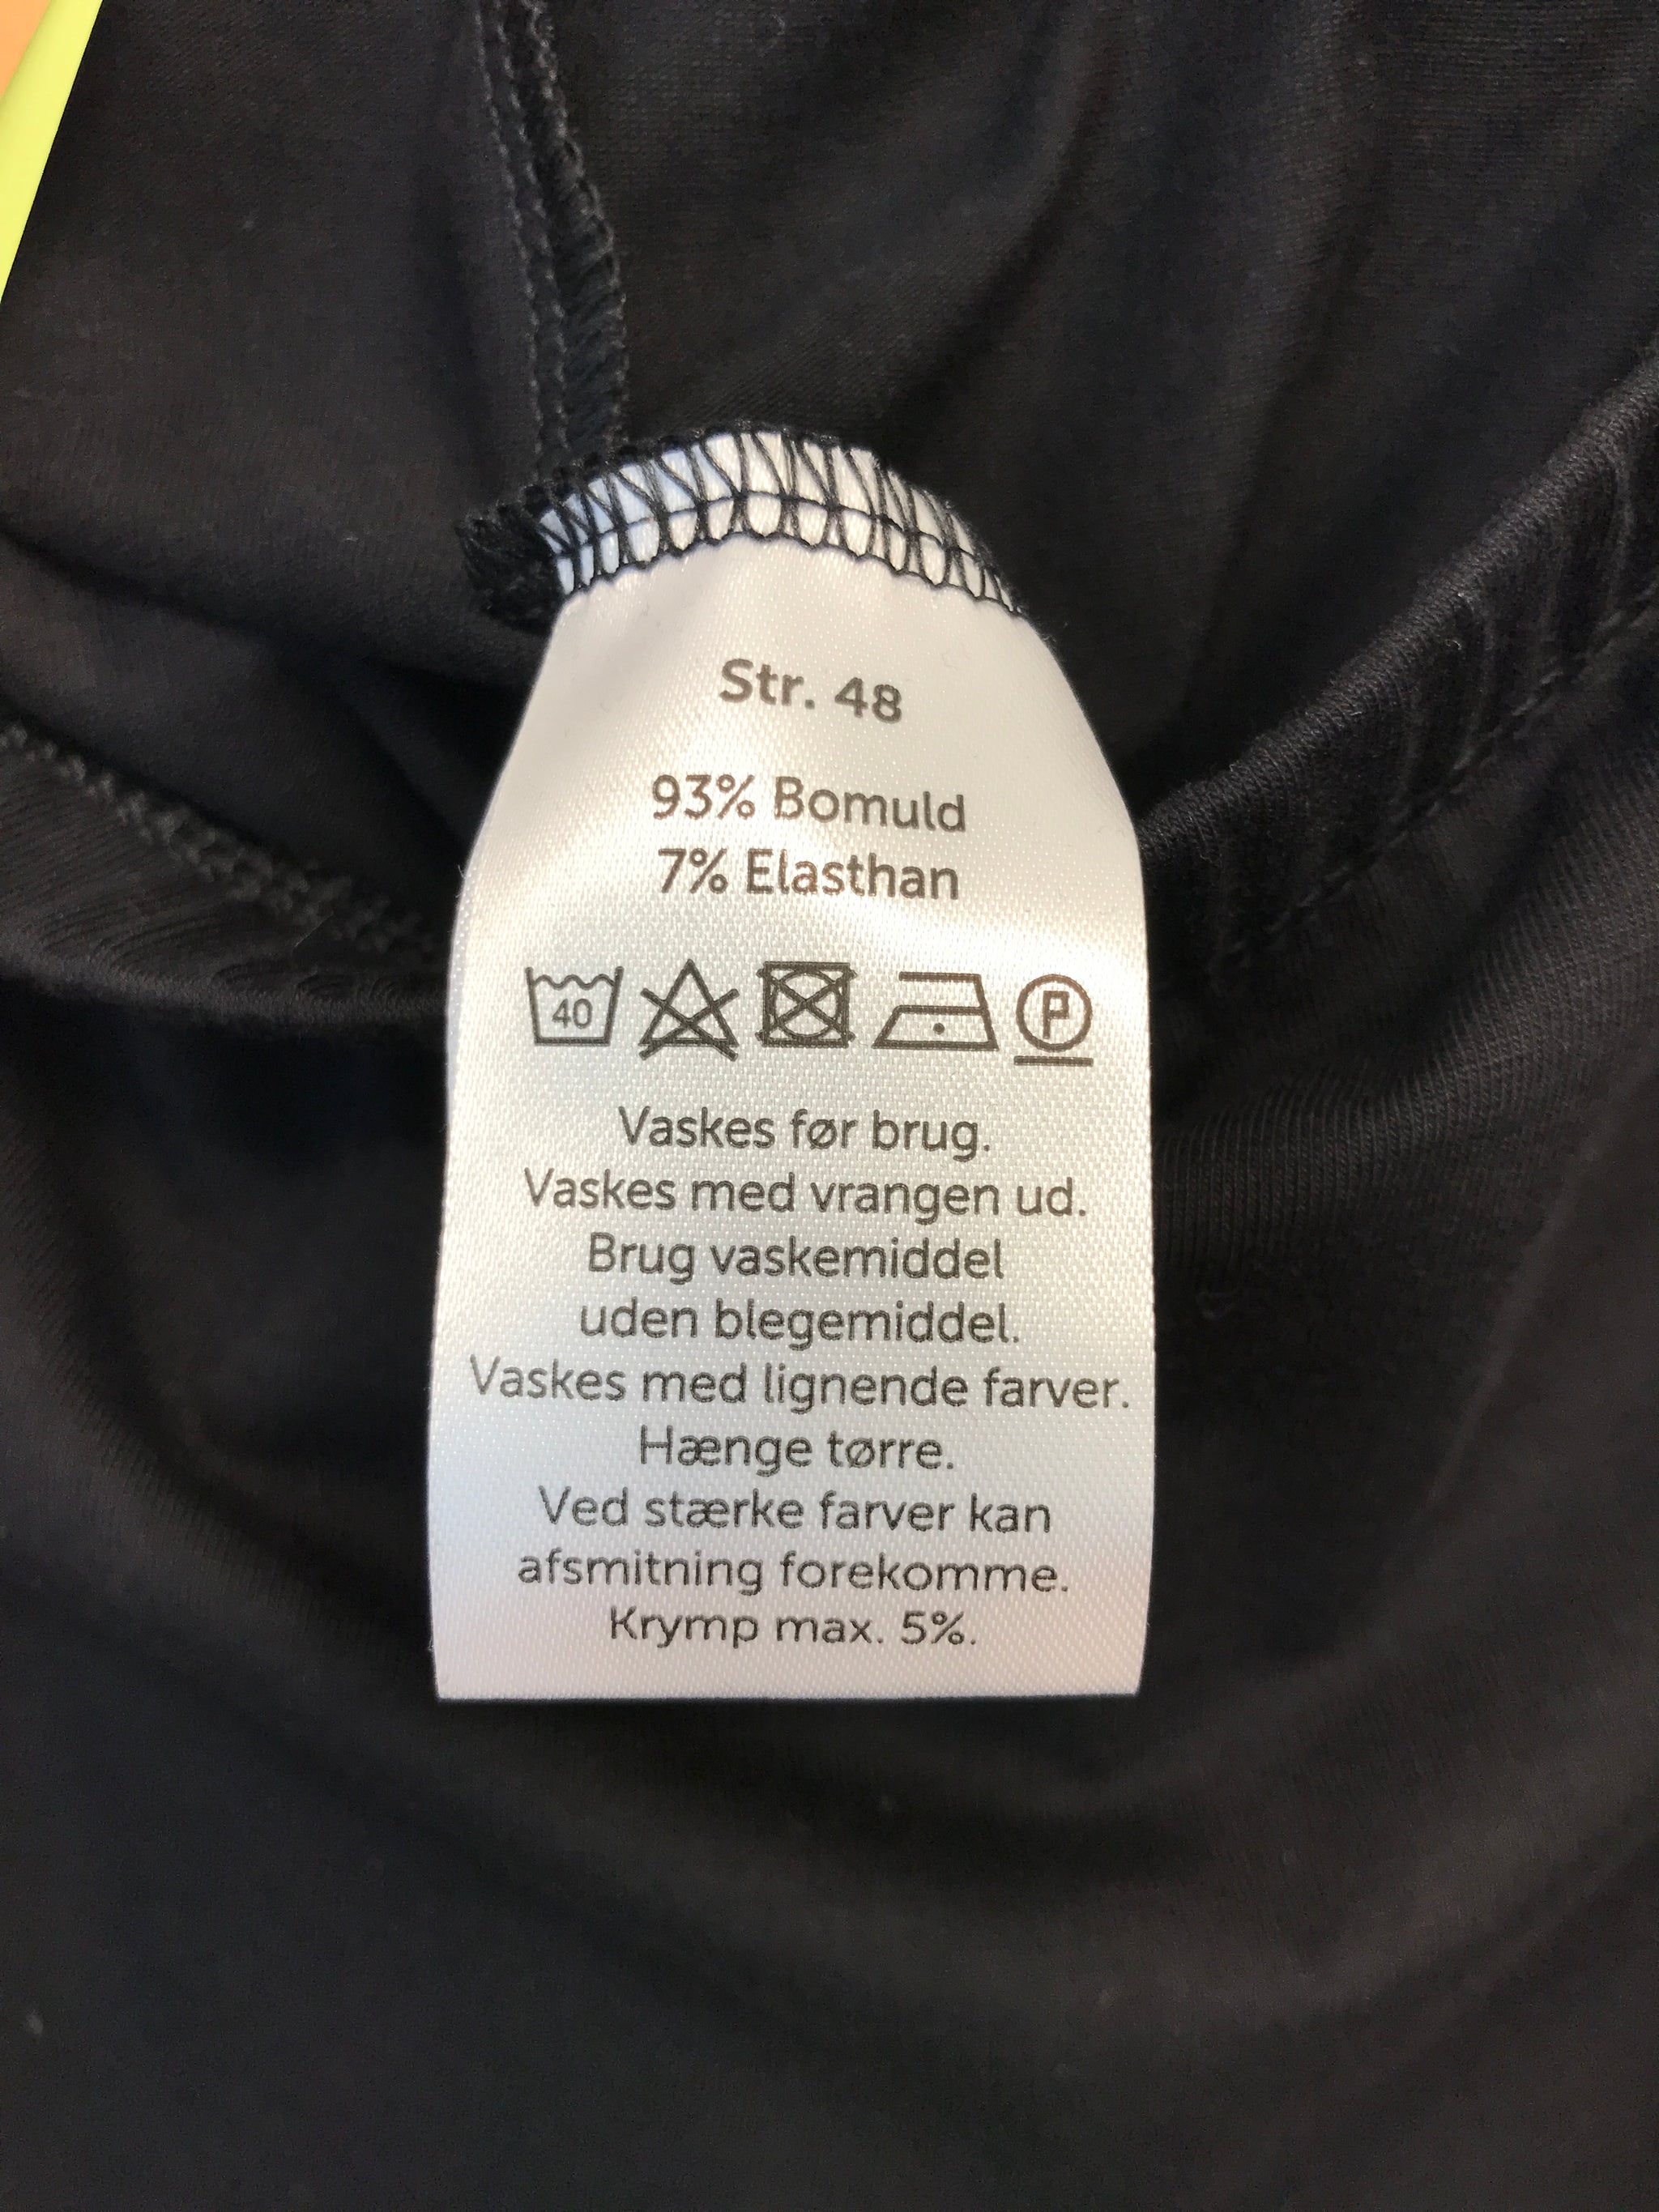 Str. 48
93% Bomuld
7% Elasthan
40 P
Vaskes før brug.
Vaskes med vrangen ud.
Brug vaskemiddel
uden blegemiddel.
Vaskes med lignende farver.
Hænge tørre.
Ved stærke farver kan
afsmitning forekomme.
Krymp max. 5%.